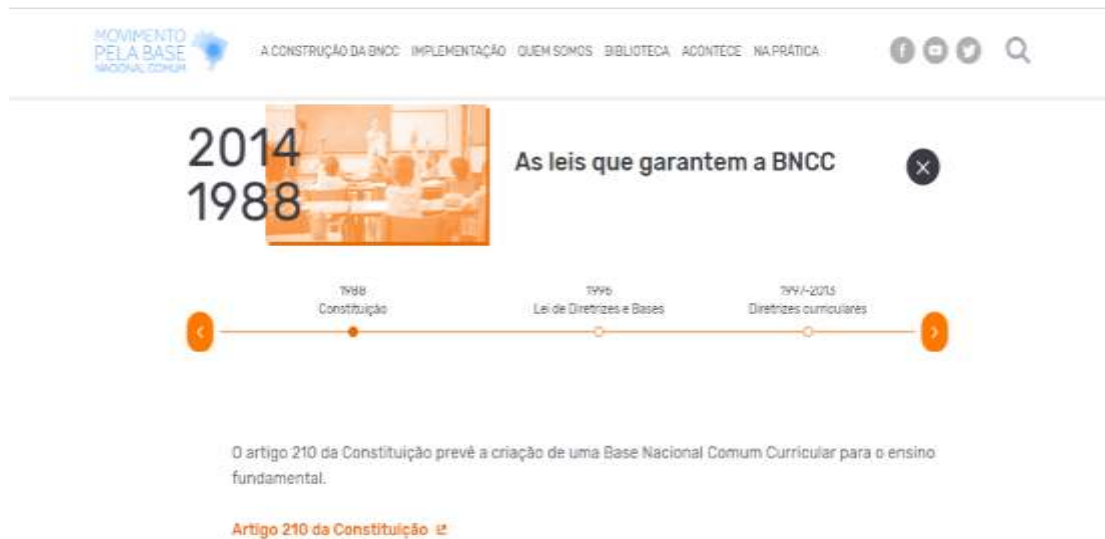 MOVIMENTO
PELA BASE
NACIONAL COMUM
A CONSTRUÇÃO DA BNCC IMPLEMENTAÇÃO QUEM SOMOS BIBLIOTECA ACONTECE NA PRÁTICA
2014
1988
As leis que garantem a BNCC
1988
Constituição
1996
Lei de Diretrizes e Bases
1997-2013
Diretrizes curriculares
O artigo 210 da Constituição prevê a criação de uma Base Nacional Comum Curricular para o ensino
fundamental.
Artigo 210 da Constituição